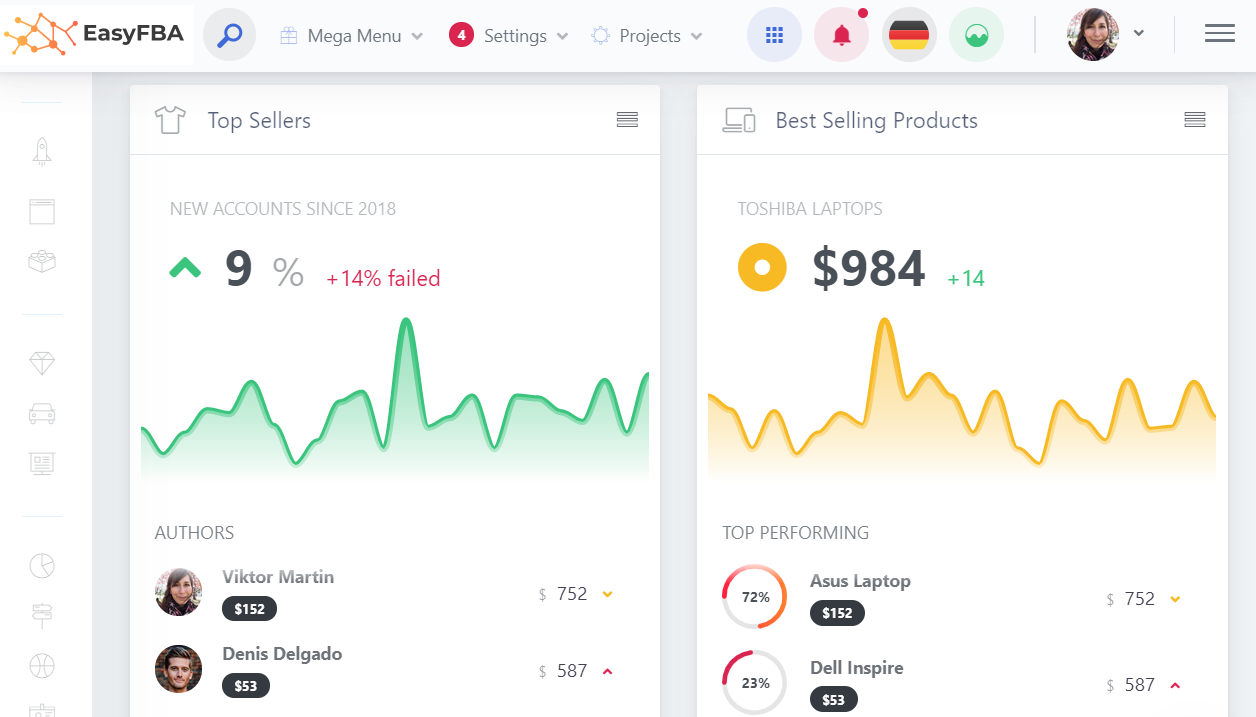 EasyFBA
Mega Menu
4
Settings
Projects
Top Sellers
NEW ACCOUNTS SINCE 2018
9 % +14% failed
AUTHORS
Viktor Martin
$152
$ 752
Denis Delgado
$53
$ 587
Best Selling Products
TOSHIBA LAPTOPS
$984 +14
TOP PERFORMING
72%
Asus Laptop
$152
$ 752
23%
Dell Inspire
$53
$ 587